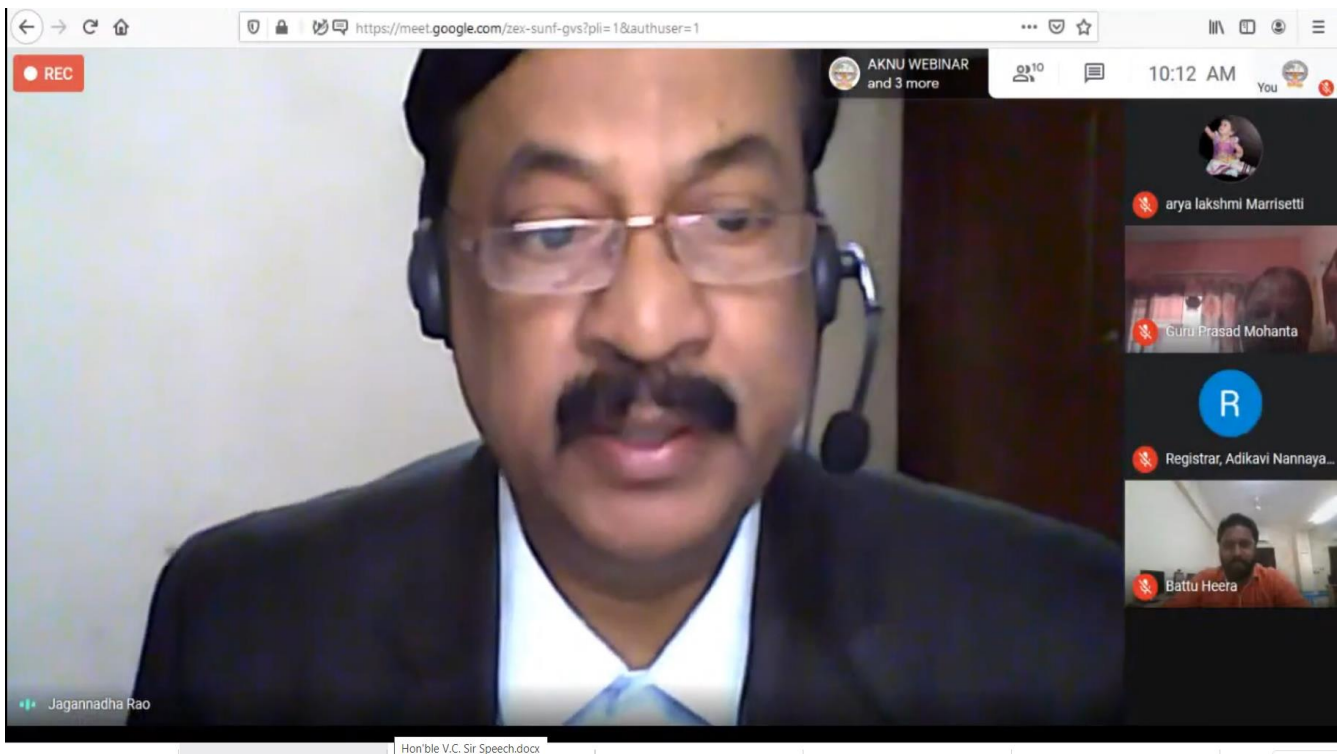 https://meet.google.com/zex-sunf-gvs?pli=1&authuser=1
REC
AKNU WEBINAR
and 3 more
10
10:12 AM
You
arya lakshmi Marrisetti
Guru Prasad Mohanta
R
Registrar, Adikavi Nannaya...
Battu Heera
Jagannadha Rao
Hon'ble V.C. Sir Speech.docx